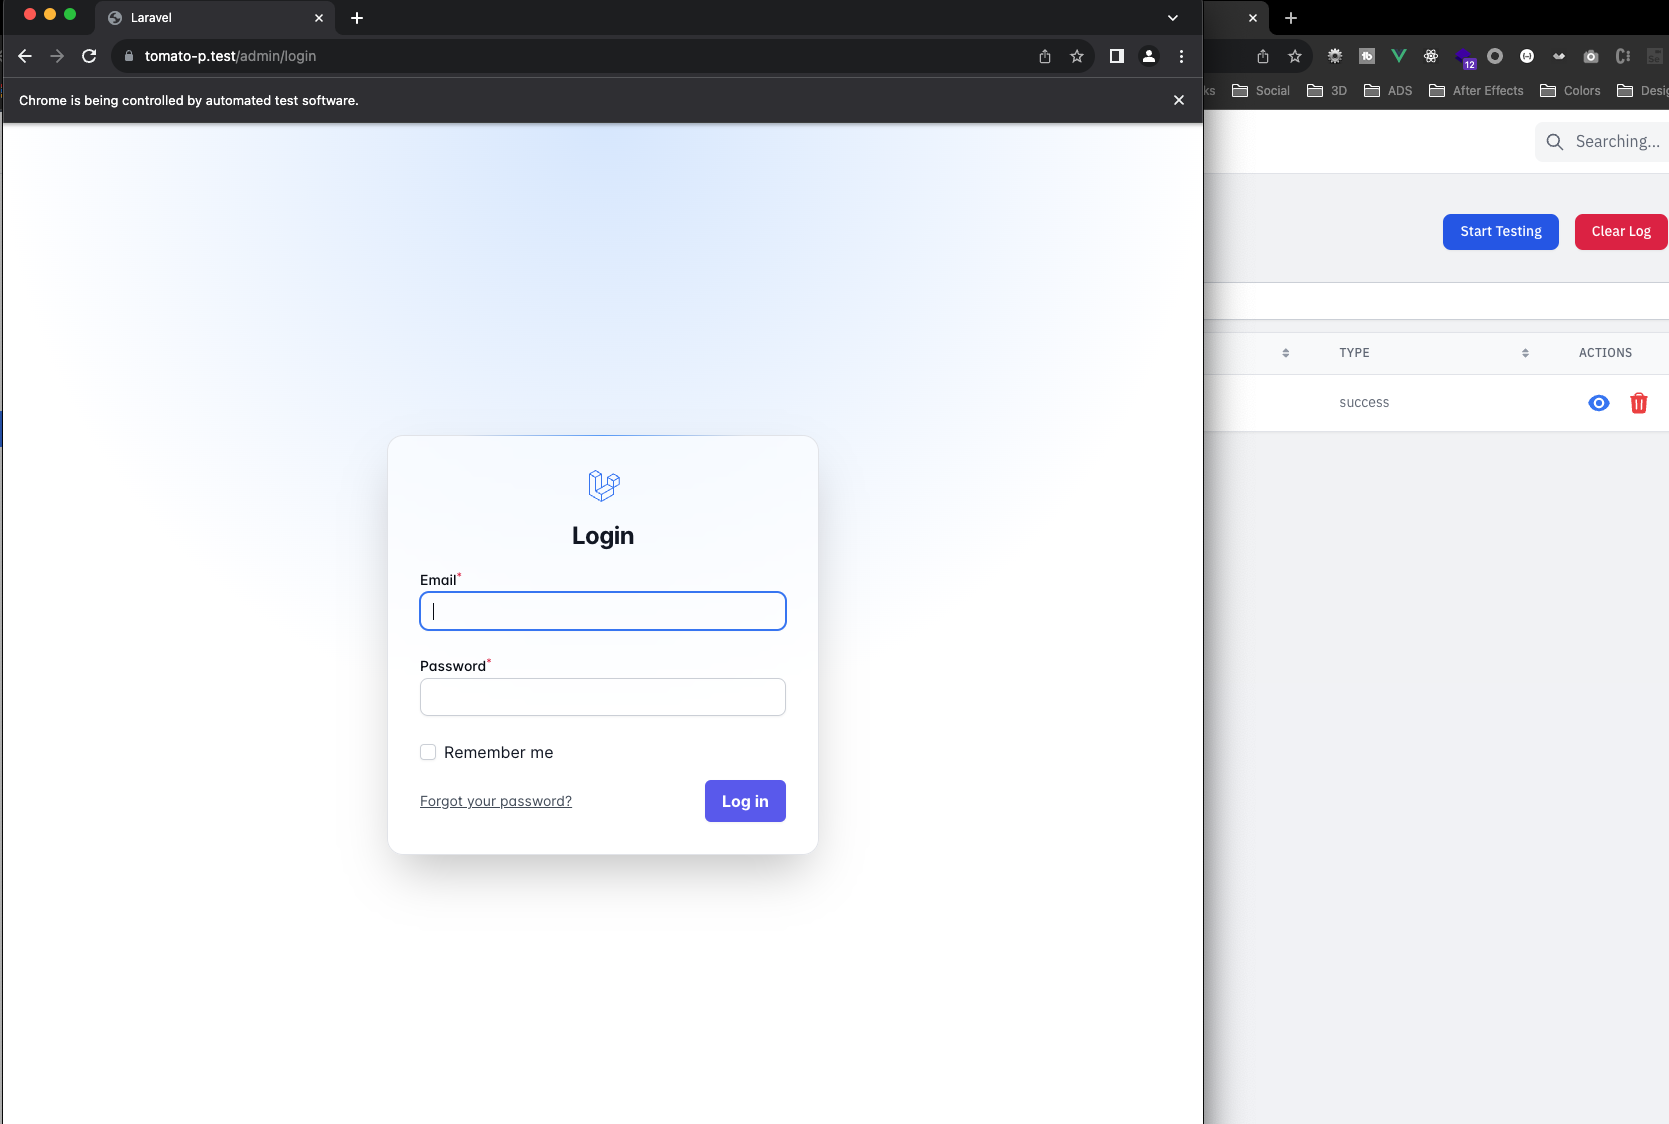 Laravel
tomato-p.test/admin/login
Chrome is being controlled by automated test software.
Login
Email*
Password*
Remember me
Forgot your password?
Log in
12
ks
Social
3D
ADS
After Effects
Colors
Desig
Searching...
Start Testing
Clear Log
TYPE
ACTIONS
success